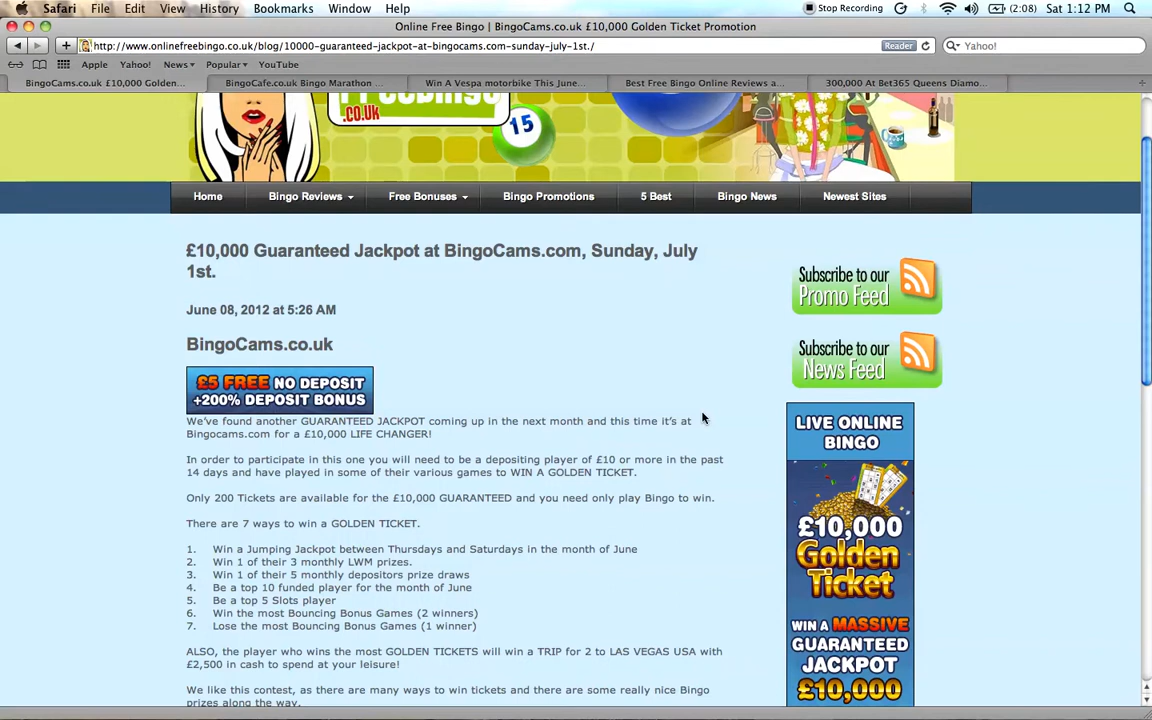 Safari File Edit View History Bookmarks Window Help Stop Recording (2:08) Sat 1:12 PM
Online Free Bingo | BingoCams.co.uk £10,000 Golden Ticket Promotion
http://www.onlinefreebingo.co.uk/blog/10000-guaranteed-jackpot-at-bingocams.com-sunday-july-1st./ Reader Yahoo!
Apple Yahoo! News Popular YouTube
BingoCams.co.uk £10,000 Golden... BingoCafe.co.uk Bingo Marathon ... Win A Vespa motorbike This June... Best Free Bingo Online Reviews a... 300,000 At Bet365 Queens Diamo...
FreeBingo
.CO.UK
15
Home Bingo Reviews Free Bonuses Bingo Promotions 5 Best Bingo News Newest Sites
£10,000 Guaranteed Jackpot at BingoCams.com, Sunday, July
1st.
June 08, 2012 at 5:26 AM
BingoCams.co.uk
£5 FREE NO DEPOSIT
+200% DEPOSIT BONUS
We've found another GUARANTEED JACKPOT coming up in the next month and this time it's at
Bingocams.com for a £10,000 LIFE CHANGER!
In order to participate in this one you will need to be a depositing player of £10 or more in the past
14 days and have played in some of their various games to WIN A GOLDEN TICKET.
Only 200 Tickets are available for the £10,000 GUARANTEED and you need only play Bingo to win.
There are 7 ways to win a GOLDEN TICKET.
1. Win a Jumping Jackpot between Thursdays and Saturdays in the month of June
2. Win 1 of their 3 monthly LWM prizes.
3. Win 1 of their 5 monthly depositors prize draws
4. Be a top 10 funded player for the month of June
5. Be a top 5 Slots player
6. Win the most Bouncing Bonus Games (2 winners)
7. Lose the most Bouncing Bonus Games (1 winner)
ALSO, the player who wins the most GOLDEN TICKETS will win a TRIP for 2 to LAS VEGAS USA with
£2,500 in cash to spend at your leisure!
We like this contest, as there are many ways to win tickets and there are some really nice Bingo
prizes along the way.
Subscribe to our
Promo Feed
Subscribe to our
News Feed
LIVE ONLINE
BINGO
£10,000
Golden
Ticket
WIN A MASSIVE
GUARANTEED
JACKPOT
£10,000